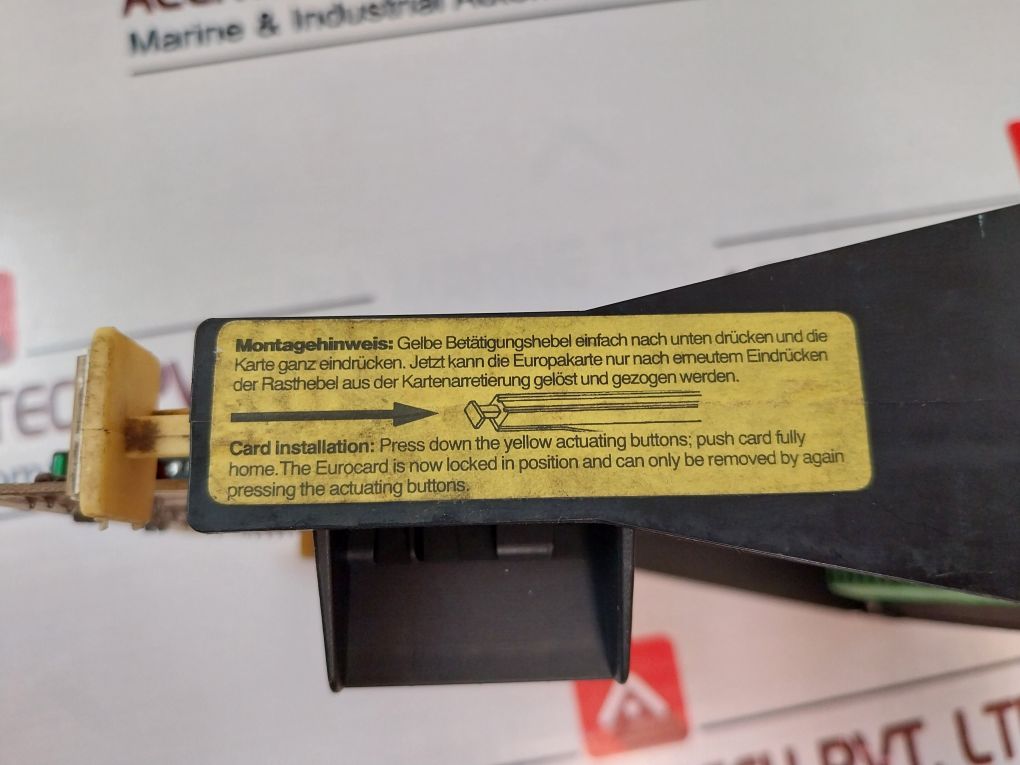 Marine & Industrial Autom
Montagehinweis: Gelbe Betätigungshebel einfach nach unten drücken und die
Karte ganz eindrücken. Jetzt kann die Europakarte nur nach erneutem Eindrücken
der Rasthebel aus der Kartenarretierung gelöst und gezogen werden.
Card installation: Press down the yellow actuating buttons; push card fully
home.The Eurocard is now locked in position and can only be removed by again
pressing the actuating buttons.
PVT. LT